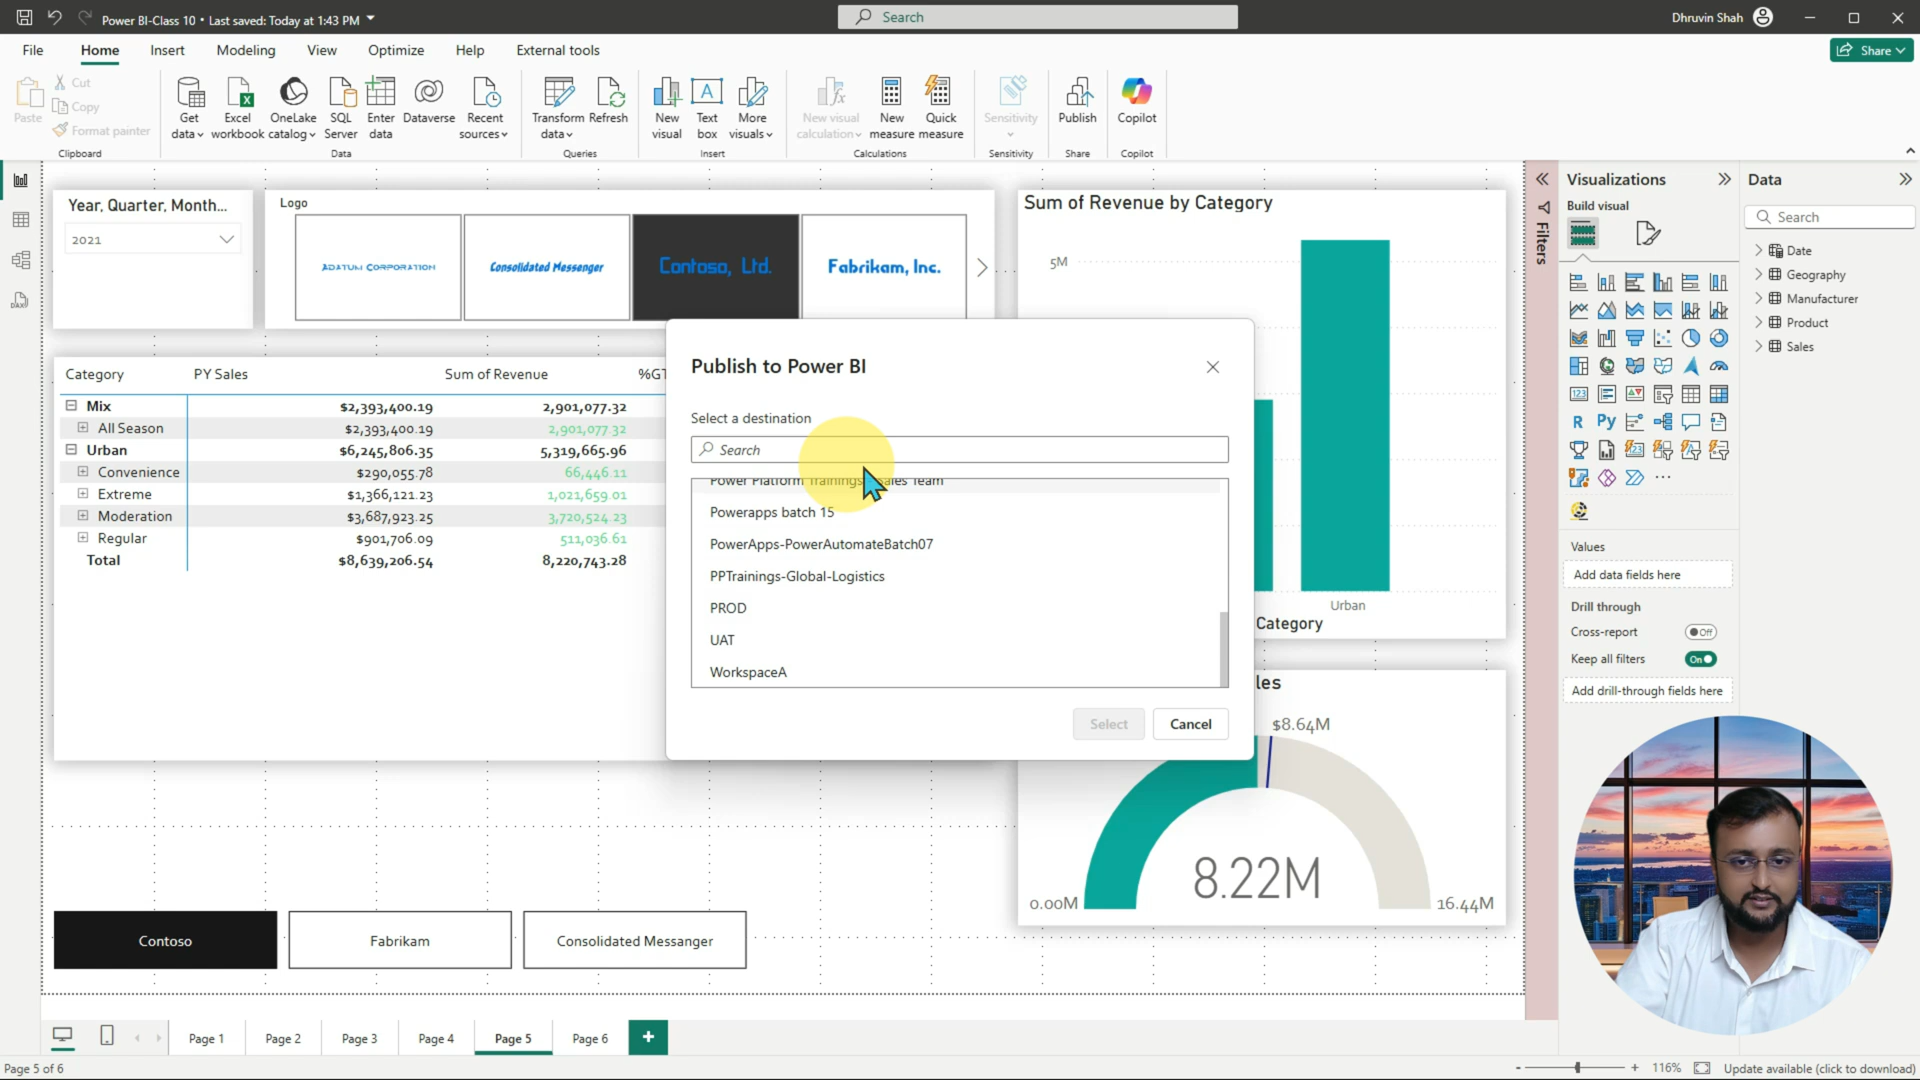 Power BI-Class 10 • Last saved: Today at 1:43 PM
Search
Dhruvin Shah
File
Home
Insert
Modeling
View
Optimize
Help
External tools
Share
Paste
Cut
Copy
Format painter
Clipboard
Get data
Excel workbook
OneLake catalog
SQL Server
Enter data
Dataverse
Recent sources
Data
Transform data
Refresh
Queries
New visual
Text box
More visuals
Insert
New visual calculation
New measure
Quick measure
Calculations
Sensitivity
Sensitivity
Publish
Share
Copilot
Copilot
Year, Quarter, Month...
2021
Logo
ADATUM CORPORATION
Consolidated Messenger
Contoso, Ltd.
Fabrikam, Inc.
Category PY Sales Sum of Revenue %GT
Mix $2,393,400.19 2,901,077.32
All Season $2,393,400.19 2,901,077.32
Urban $6,245,806.35 5,319,665.96
Convenience $290,055.78 66,446.11
Extreme $1,366,121.23 1,021,659.01
Moderation $3,687,923.25 3,720,524.23
Regular $901,706.09 511,036.61
Total $8,639,206.54 8,220,743.28
Sum of Revenue by Category
5M
Urban
Category
les
$8.64M
8.22M
0.00M
16.44M
Publish to Power BI
Select a destination
Search
Power Platform Trainings Sales Team
Powerapps batch 15
PowerApps-PowerAutomateBatch07
PPTrainings-Global-Logistics
PROD
UAT
WorkspaceA
Select
Cancel
Contoso
Fabrikam
Consolidated Messanger
Filters
Visualizations
Build visual
R
Py
123
Values
Add data fields here
Drill through
Cross-report
Off
Keep all filters
On
Add drill-through fields here
Data
Search
Date
Geography
Manufacturer
Product
Sales
DAX
Page 1
Page 2
Page 3
Page 4
Page 5
Page 6
+
Page 5 of 6
- + 116%
Update available (click to download)